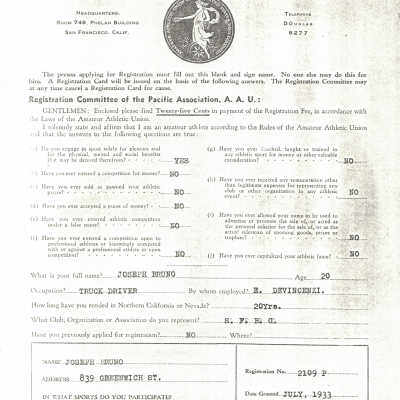 HEADQUARTERS:
ROOM 748, PHELAN BUILDING
SAN FRANCISCO, CALIF.
TELEPHONE
DOUGLAS
8277
The person applying for Registration must fill out this blank and sign name. No one else may do this for
him. A Registration Card will be issued on the basis of the following answers. The Registration Committee may
at any time cancel a Registration Card for cause.
Registration Committee of the Pacific Association, A. A. U.:
GENTLEMEN: Enclosed please find Twenty-five Cents in payment of the Registration Fee, in accordance with
the Laws of the Amateur Athletic Union.
I solemnly state and affirm that I am an amateur athlete according to the Rules of the Amateur Athletic Union
and that the answers to the following questions are true:
Do you engage in sport solely for pleasure and
for the physical, mental and social benefits
that may be derived therefrom? YES
Have you ever entered a competition for money? NO
Have you ever sold or pawned your athletic
prizes? NO
Have you ever accepted a purse of money? NO
Have you ever entered athletic competition
under a false name? NO
Have you ever entered a competition open to
professional athletes or knowingly competed
with or against a professional athlete in sport
or competition? NO
(g) Have you ever coached, taught or trained in
any athletic sport for money or other valuable
consideration? NO
(h) Have you ever received any remuneration other
than legitimate expenses for representing any
club or other organization in any athletic
event? NO
(i) Have you ever allowed your name to be used to
advertise or promote the sale of, or acted as
the personal solicitor for the sale of, or as the
actual salesman of sporting goods, prizes or
trophies? NO
(j) Have you ever capitalized your athletic fame? NO
What is your full name? JOSEPH BRUNO Age 20
Occupation? TRUCK DRIVER By whom employed? E. DEVINCENZI.
How long have you resided in Northern California or Nevada? 20Yrs.
What Club, Organization or Association do you represent? S. F. B. C.
Have you previously applied for registration? NO Where?
NAME JOSEPH BRUNO
ADDRESS 839 GREENWICH ST.
IN WHAT SPORTS DO YOU PARTICIPATE?
Registration No. 2109 P
Date Granted JULY, 1933